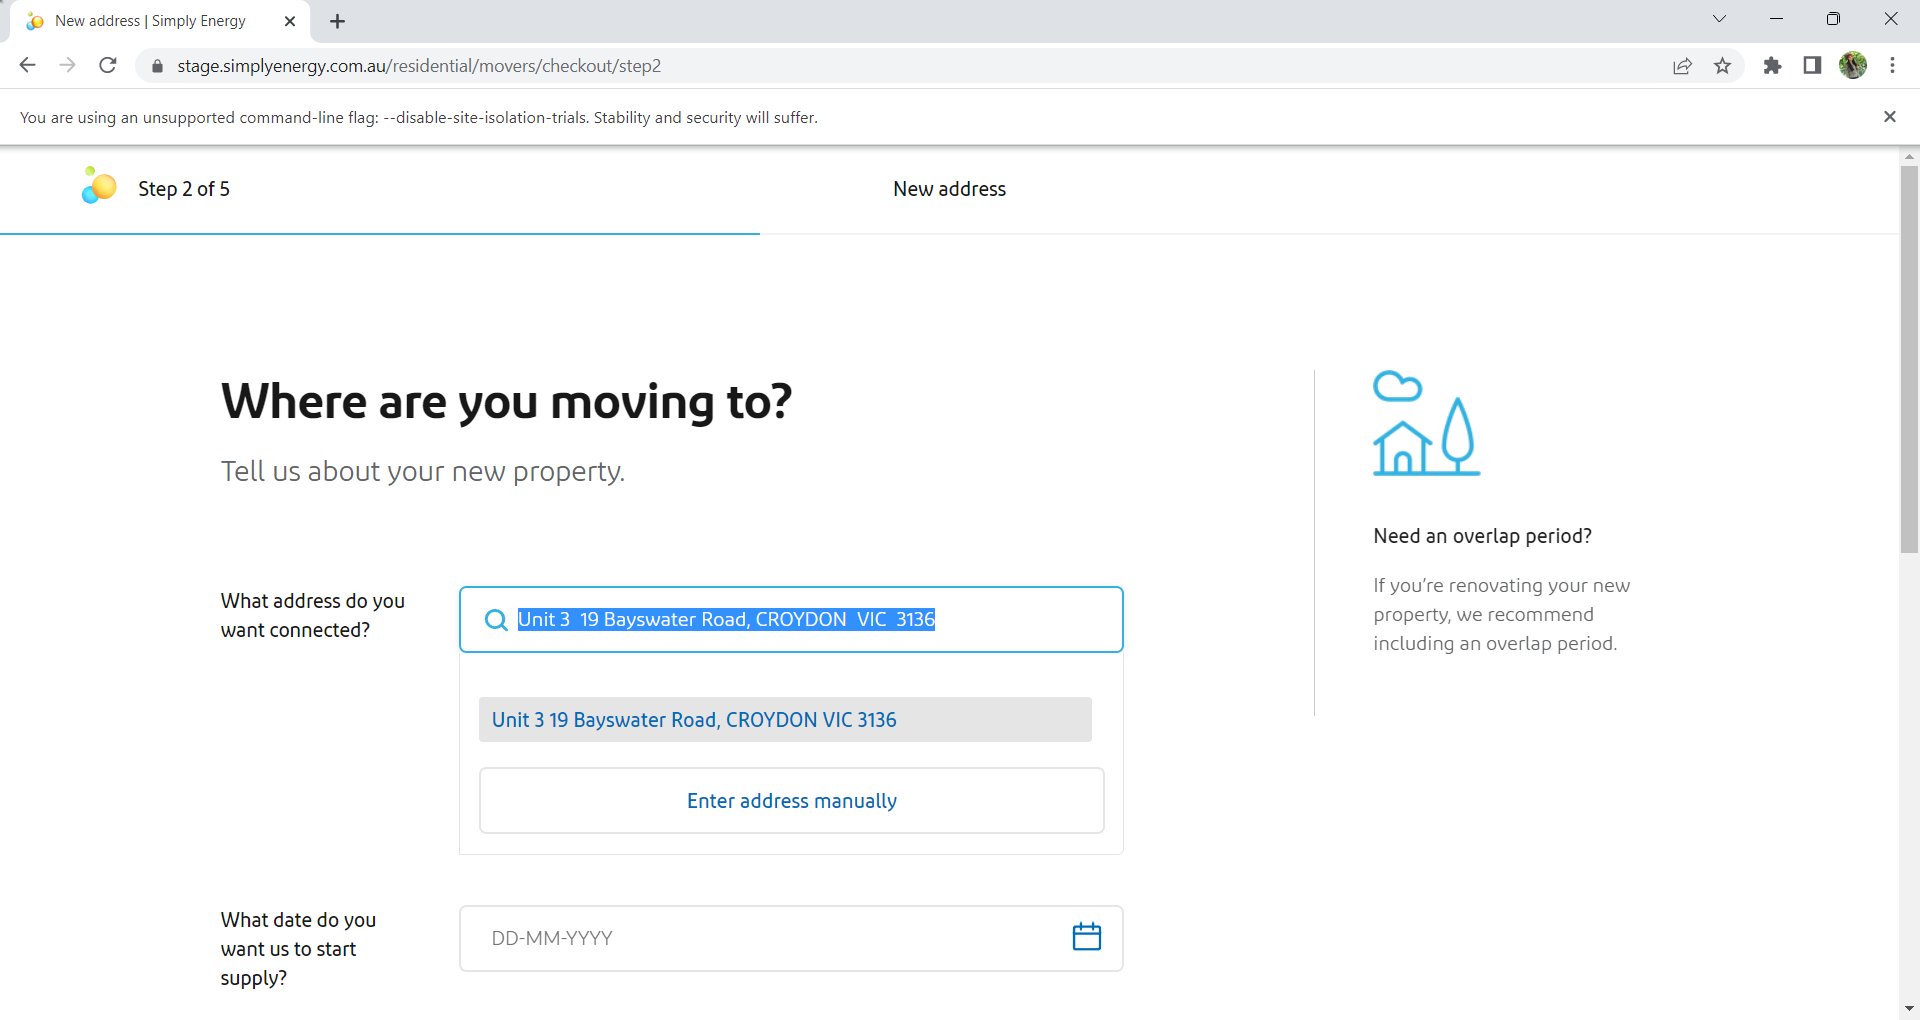 New address | Simply Energy
stage.simplyenergy.com.au/residential/movers/checkout/step2
You are using an unsupported command-line flag: --disable-site-isolation-trials. Stability and security will suffer.
Step 2 of 5
New address
Where are you moving to?
Tell us about your new property.
What address do you
want connected?
Unit 3  19 Bayswater Road, CROYDON  VIC  3136
Unit 3 19 Bayswater Road, CROYDON VIC 3136
Enter address manually
What date do you
want us to start
supply?
DD-MM-YYYY
Need an overlap period?
If you’re renovating your new
property, we recommend
including an overlap period.